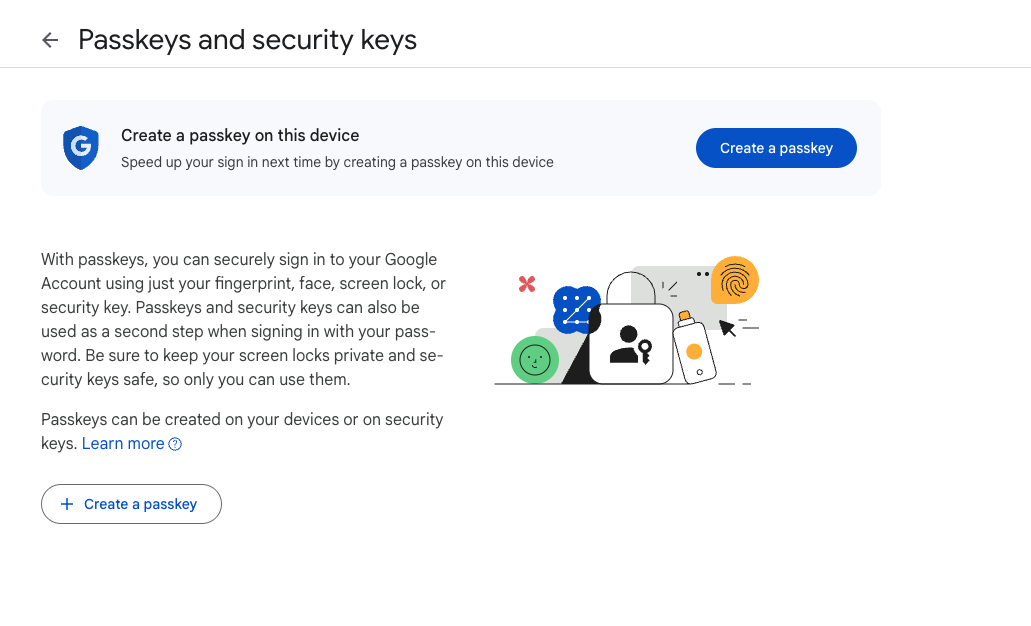 Passkeys and security keys
Create a passkey on this device
Speed up your sign in next time by creating a passkey on this device
Create a passkey
With passkeys, you can securely sign in to your Google
Account using just your fingerprint, face, screen lock, or
security key. Passkeys and security keys can also be
used as a second step when signing in with your pass-
word. Be sure to keep your screen locks private and se-
curity keys safe, so only you can use them.
Passkeys can be created on your devices or on security
keys. Learn more
Create a passkey